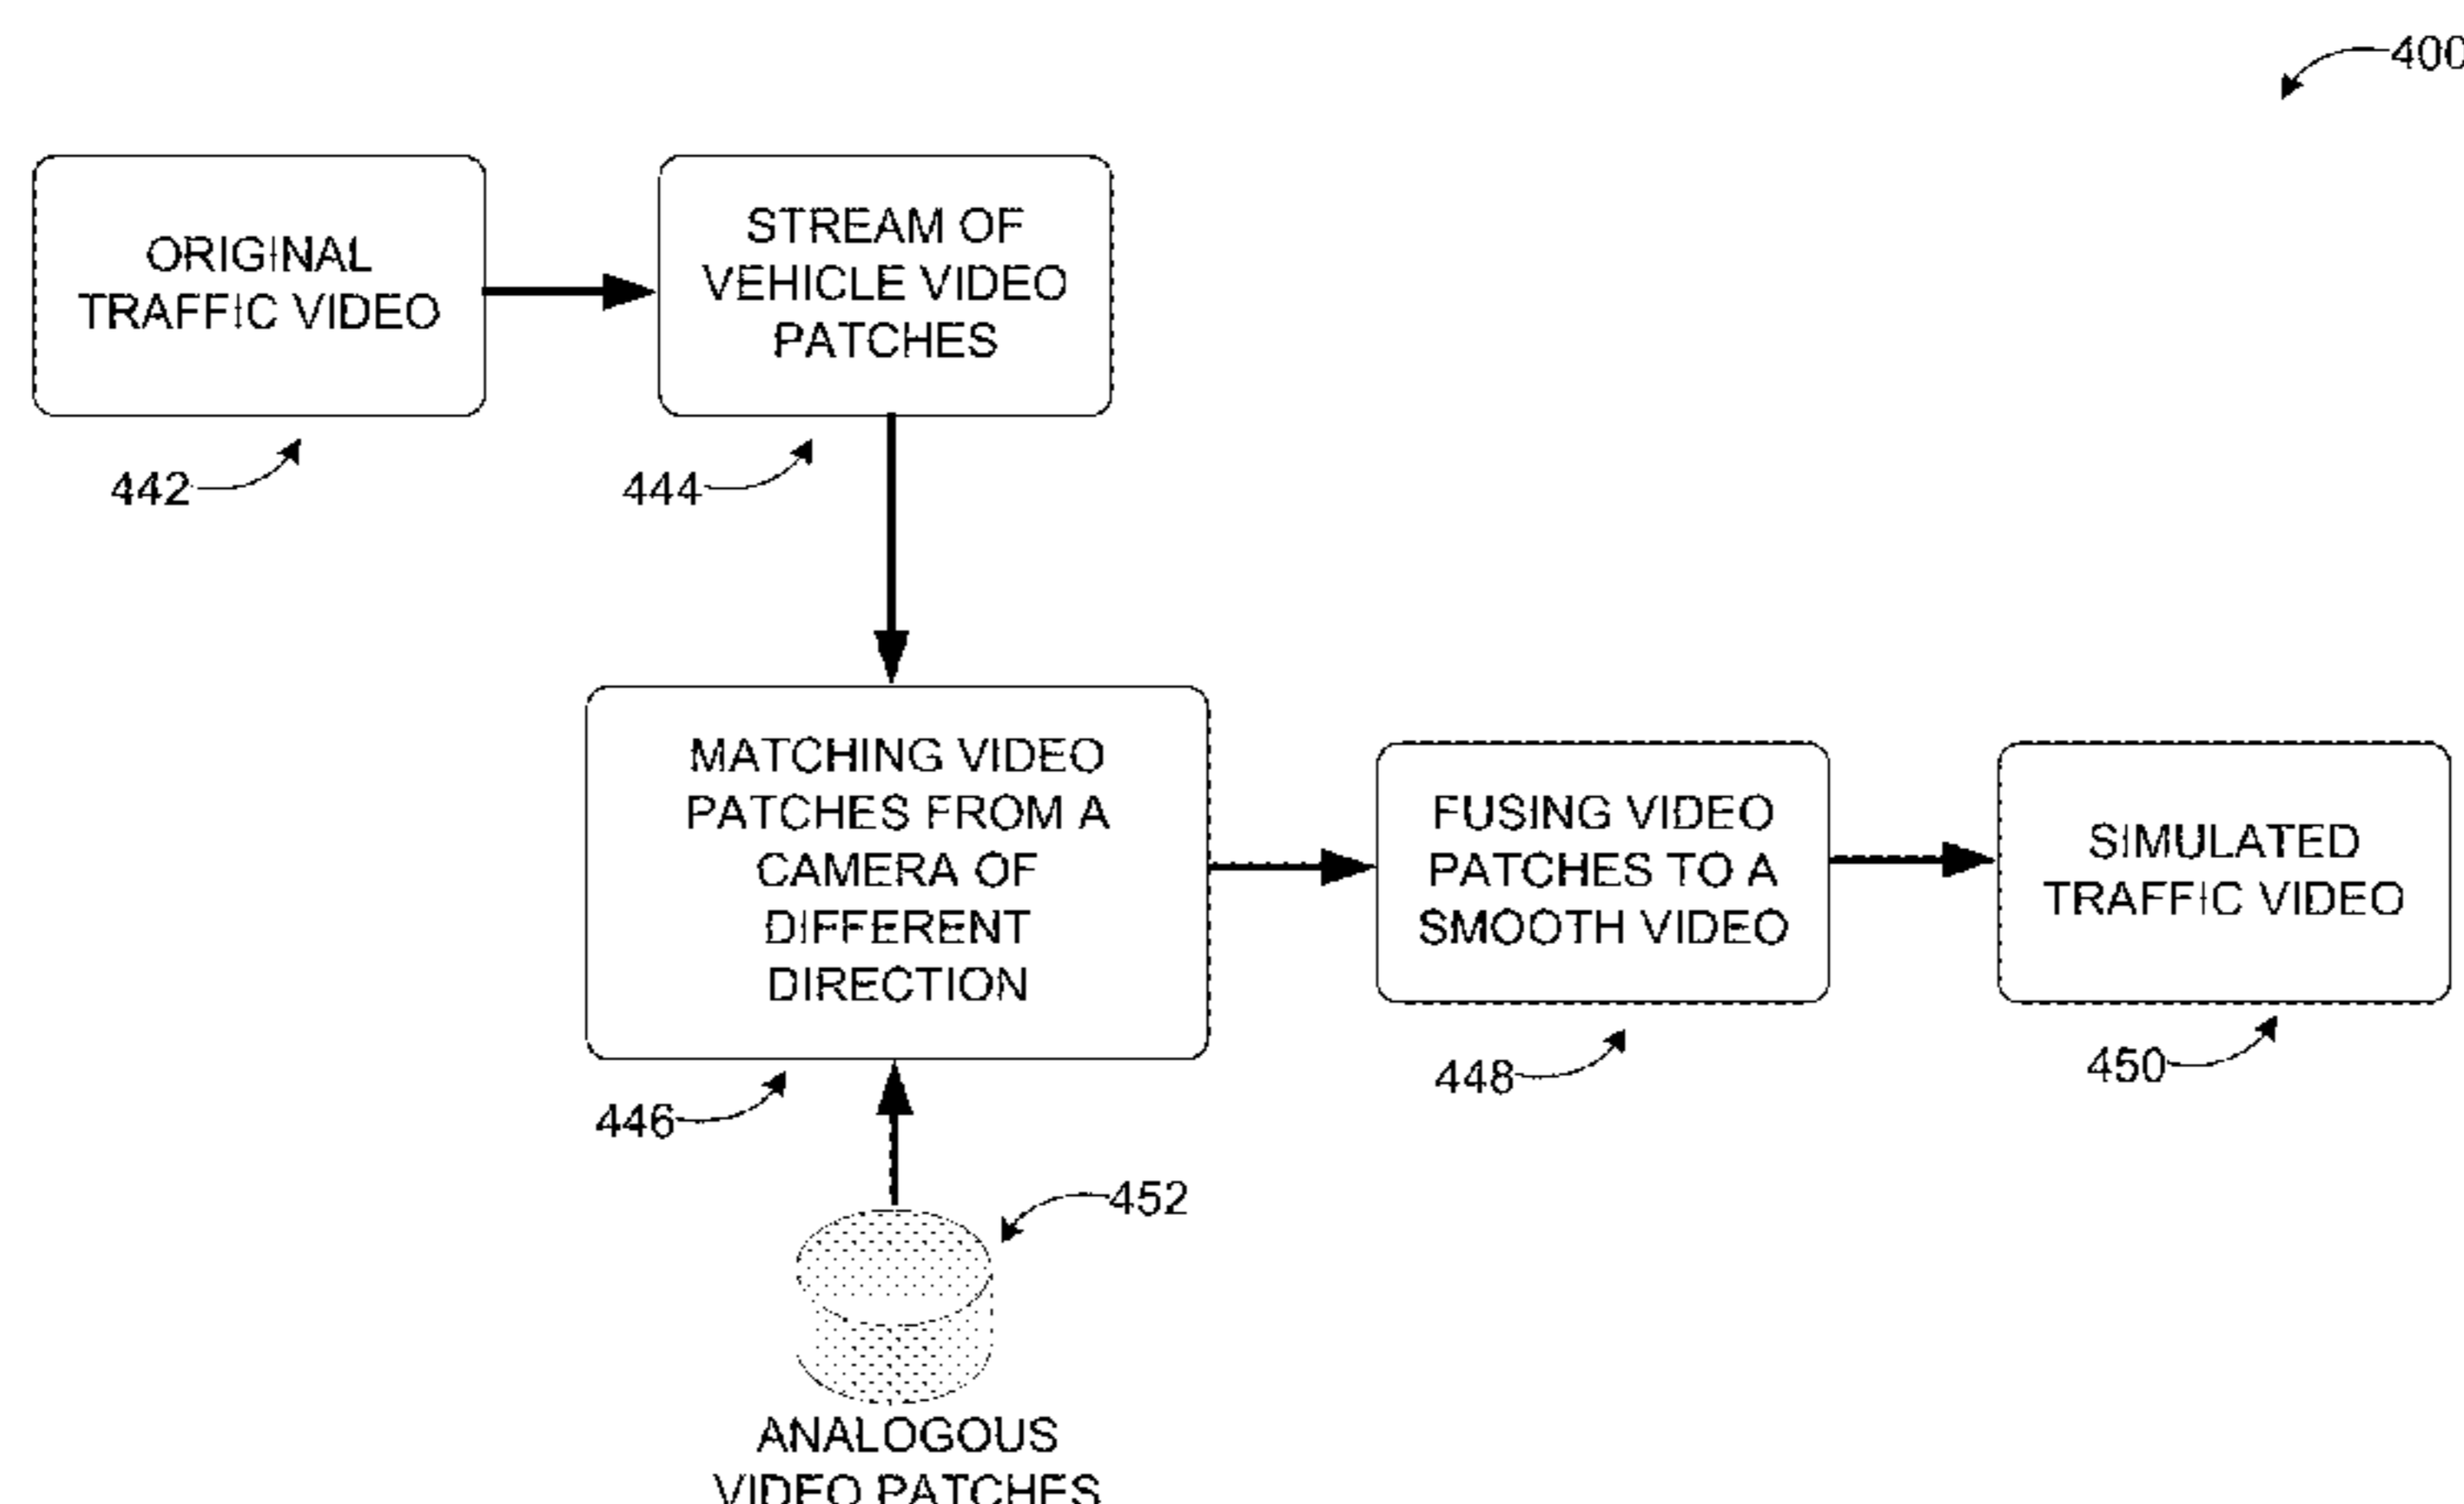 400
ORIGINAL
TRAFFIC VIDEO
STREAM OF
VEHICLE VIDEO
PATCHES
442
444
MATCHING VIDEO
PATCHES FROM A
CAMERA OF
DIFFERENT
DIRECTION
FUSING VIDEO
PATCHES TO A
SMOOTH VIDEO
SIMULATED
TRAFFIC VIDEO
446
448
450
452
ANALOGOUS
VIDEO PATCHES